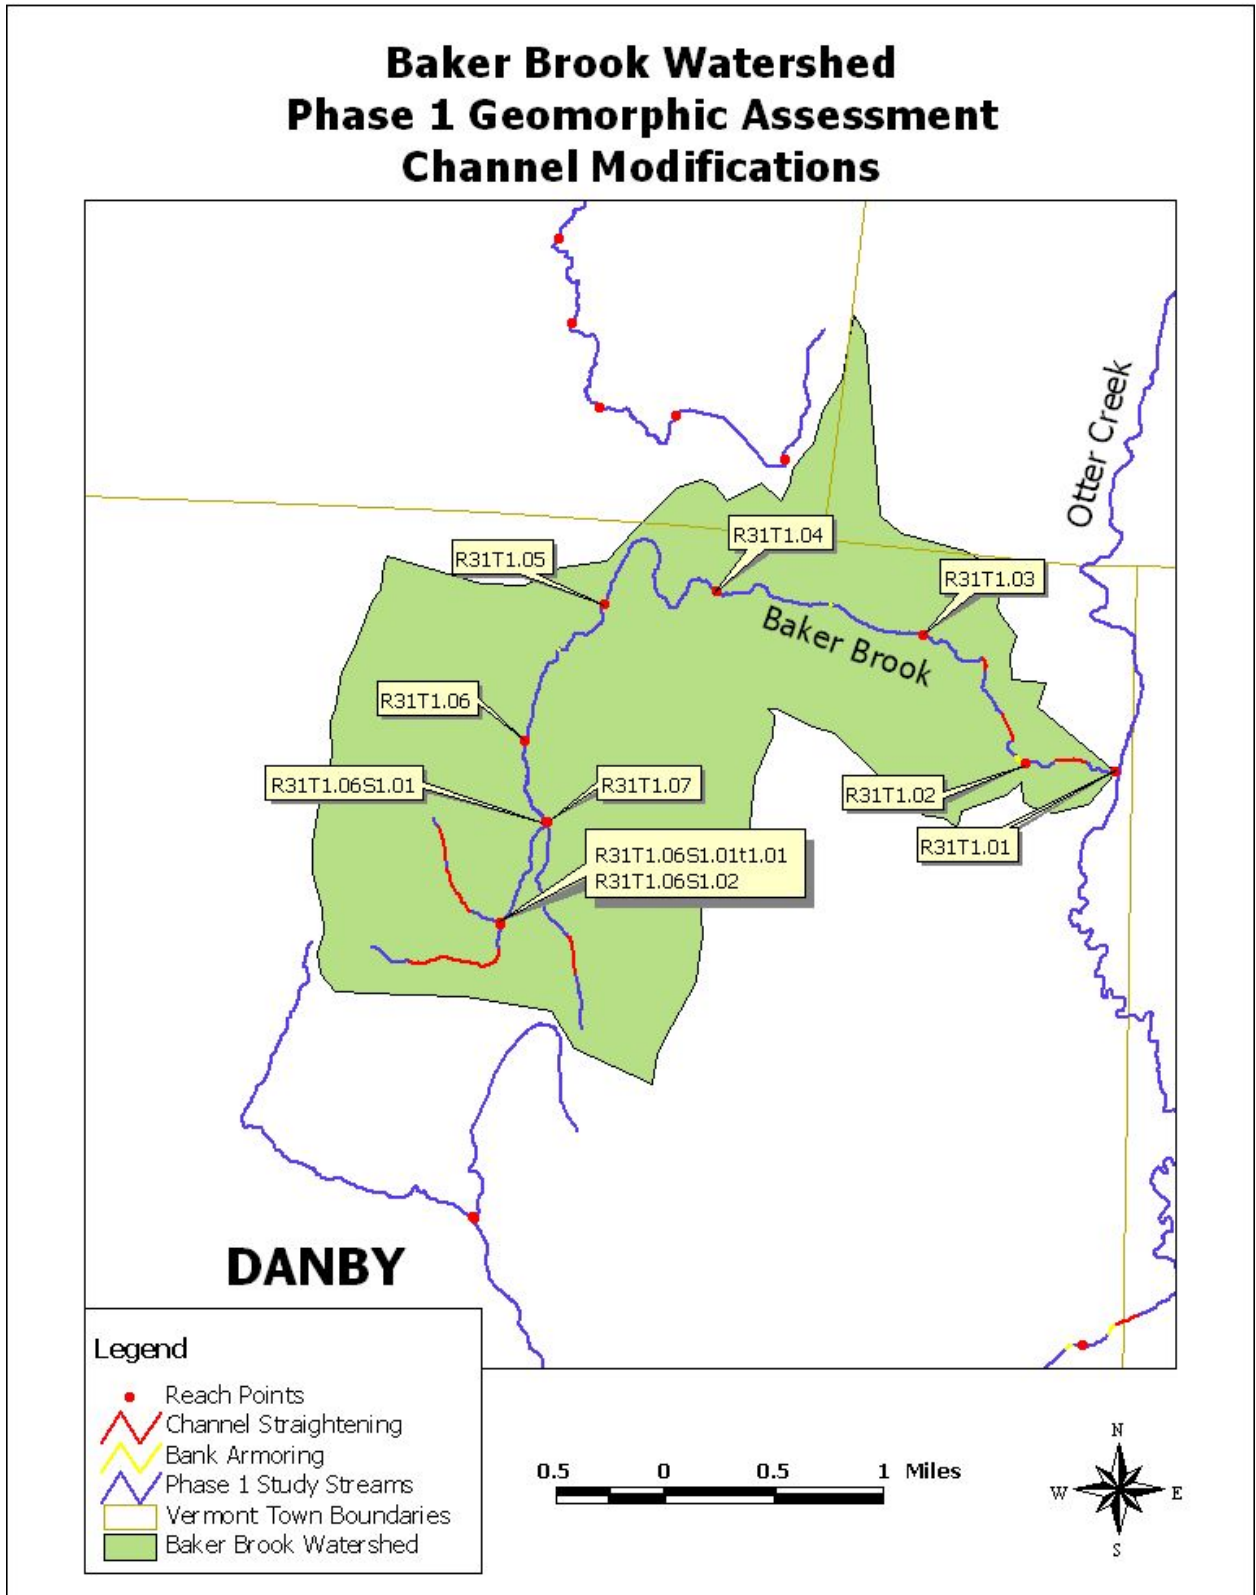 Baker Brook Watershed
Phase 1 Geomorphic Assessment
Channel Modifications
Otter Creek
R31T1.04
R31T1.05
R31T1.03
Baker Brook
R31T1.06
R31T1.06S1.01
R31T1.07
R31T1.02
R31T1.01
R31T1.06S1.01t1.01
R31T1.06S1.02
DANBY
Legend
Reach Points
Channel Straightening
Bank Armoring
Phase 1 Study Streams
Vermont Town Boundaries
Baker Brook Watershed
0.5 0 0.5 1 Miles
N
W E
S